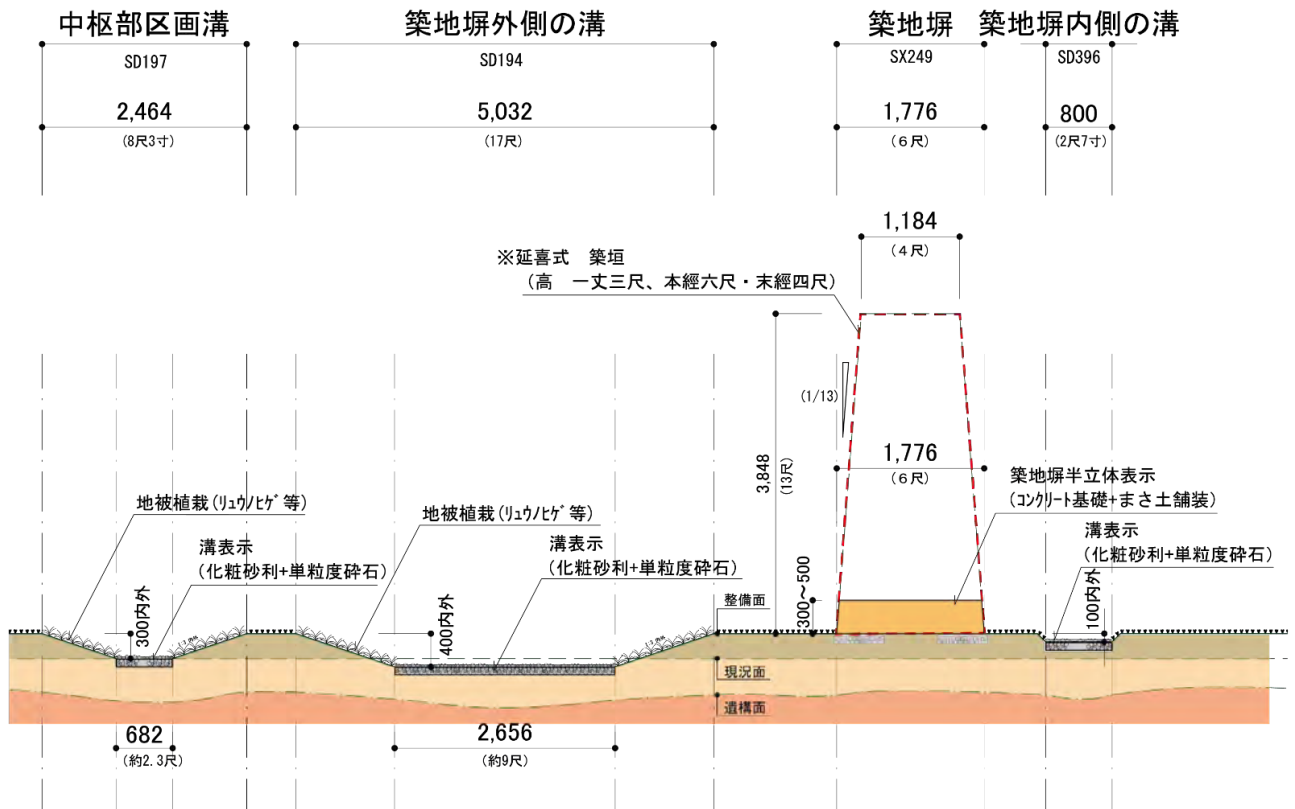 中枢部区画溝
築地塀外側の溝
築地塀
築地塀内側の溝
SD197
SD194
SX249
SD396
2,464
5,032
1,776
800
(8尺3寸)
(17尺)
(6尺)
(2尺7寸)
1,184
(4尺)
※延喜式　築垣
(高　一丈三尺、本經六尺・末經四尺)
(1/13)
3,848
(13尺)
1,776
(6尺)
築地塀半立体表示
(コンクリート基礎+まさ土舗装)
地被植栽(リュウノヒゲ等)
溝表示
(化粧砂利+単粒度砕石)
地被植栽(リュウノヒゲ等)
溝表示
(化粧砂利+単粒度砕石)
溝表示
(化粧砂利+単粒度砕石)
300内外
400内外
整備面
300～500
100内外
現況面
遺構面
682
(約2.3尺)
2,656
(約9尺)